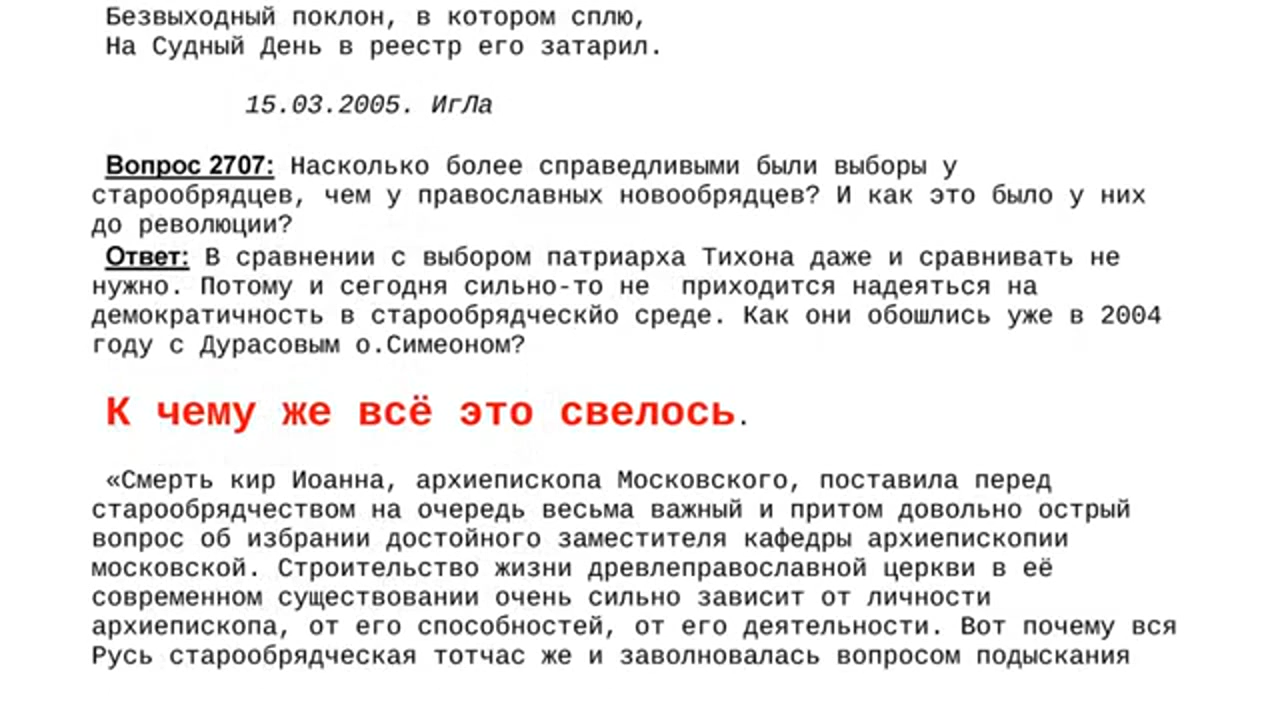 Безвыходный поклон, в котором сплю,
На Судный День в реестр его затарил.
15.03.2005. ИгЛа
Вопрос 2707: Насколько более справедливыми были выборы у
старообрядцев, чем у православных новообрядцев? И как это было у них
до революции?
Ответ: В сравнении с выбором патриарха Тихона даже и сравнивать не
нужно. Потому и сегодня сильно-то не приходится надеяться на
демократичность в старообрядческйо среде. Как они обошлись уже в 2004
году с Дурасовым о.Симеоном?
К чему же всё это свелось.
«Смерть кир Иоанна, архиепископа Московского, поставила перед
старообрядчеством на очередь весьма важный и притом довольно острый
вопрос об избрании достойного заместителя кафедры архиепископии
московской. Строительство жизни древлеправославной церкви в её
современном существовании очень сильно зависит от личности
архиепископа, от его способностей, от его деятельности. Вот почему вся
Русь старообрядческая тотчас же и заволновалась вопросом подыскания